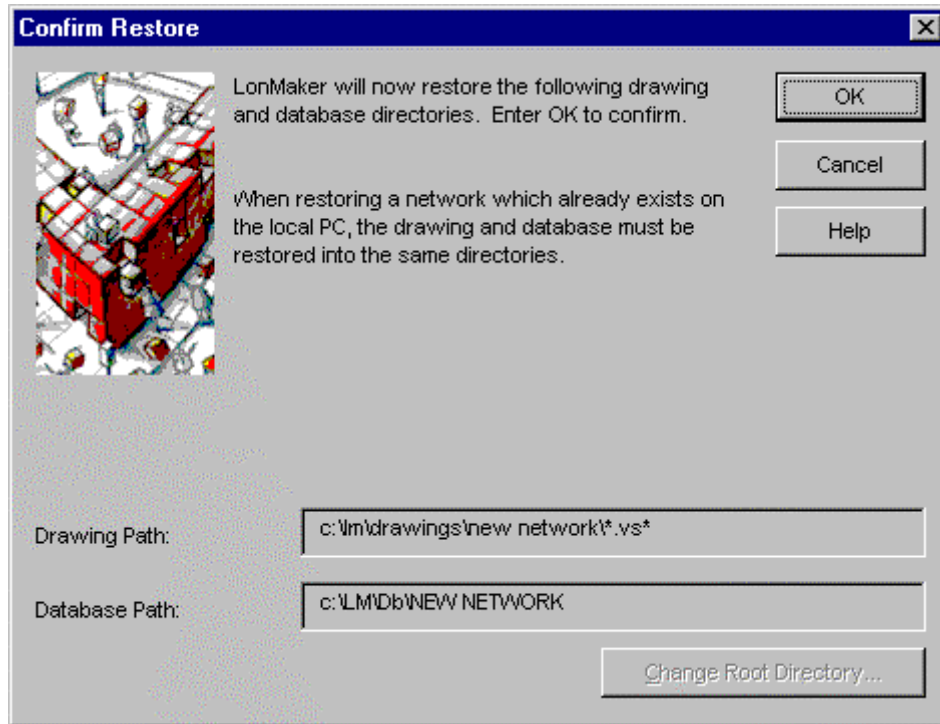 Confirm Restore
LonMaker will now restore the following drawing
and database directories.  Enter OK to confirm.
When restoring a network which already exists on
the local PC, the drawing and database must be
restored into the same directories.
OK
Cancel
Help
Drawing Path:
c:\lm\drawings\new network\*.vs*
Database Path:
c:\LM\Db\NEW NETWORK
Change Root Directory...